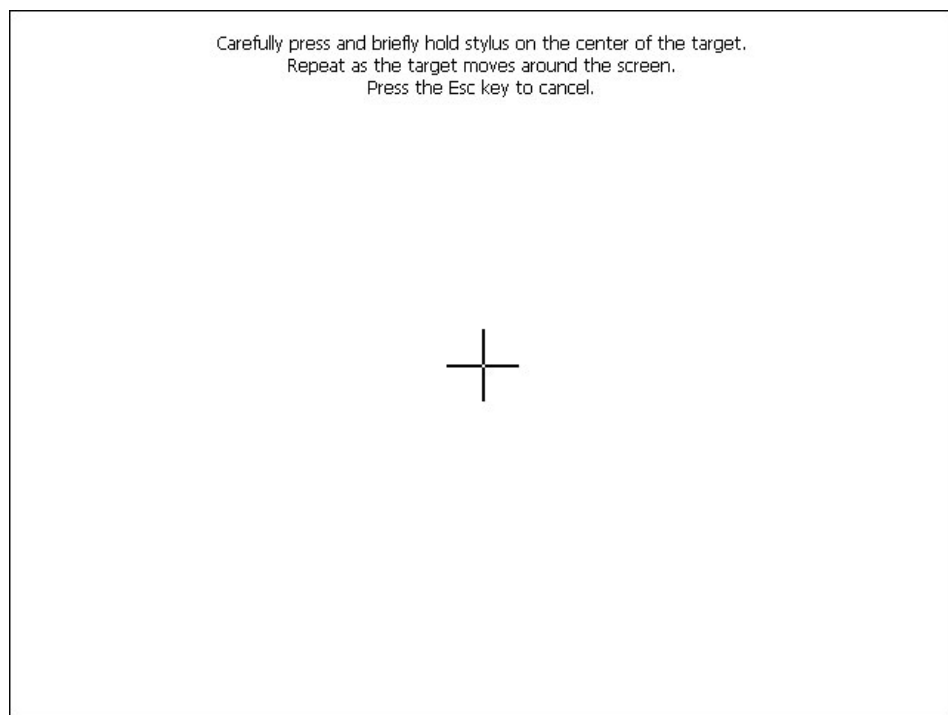 Carefully press and briefly hold stylus on the center of the target.
Repeat as the target moves around the screen.
Press the Esc key to cancel.